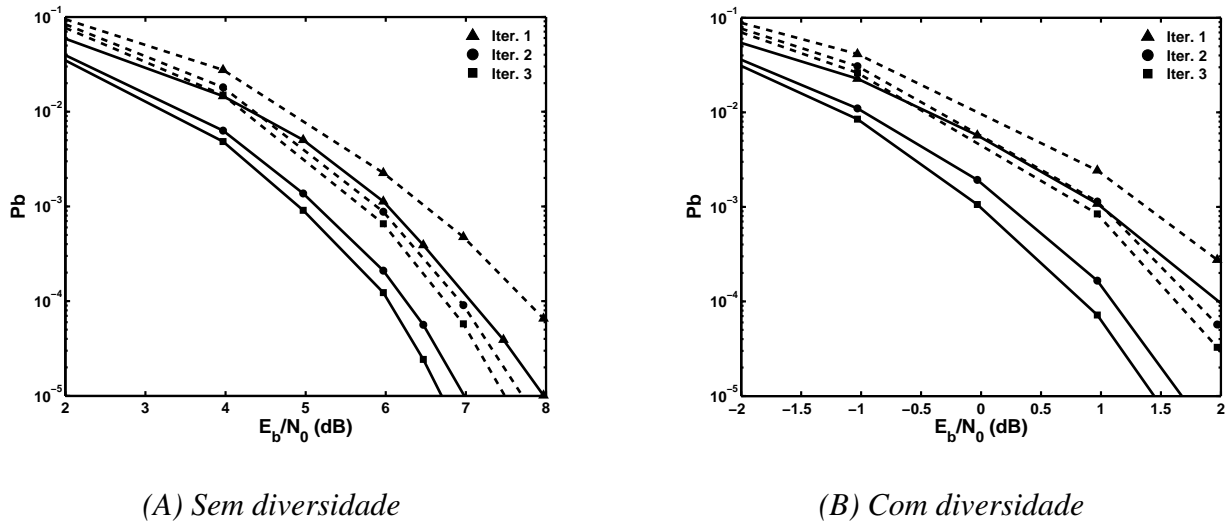 10⁻¹
10⁻²
10⁻³
10⁻⁴
10⁻⁵
Pb
2 3 4 5 6 7 8
E_b/N_0 (dB)
Iter. 1
Iter. 2
Iter. 3
(A) Sem diversidade
10⁻¹
10⁻²
10⁻³
10⁻⁴
10⁻⁵
Pb
−2 −1.5 −1 −0.5 0 0.5 1 1.5 2
E_b/N_0 (dB)
Iter. 1
Iter. 2
Iter. 3
(B) Com diversidade